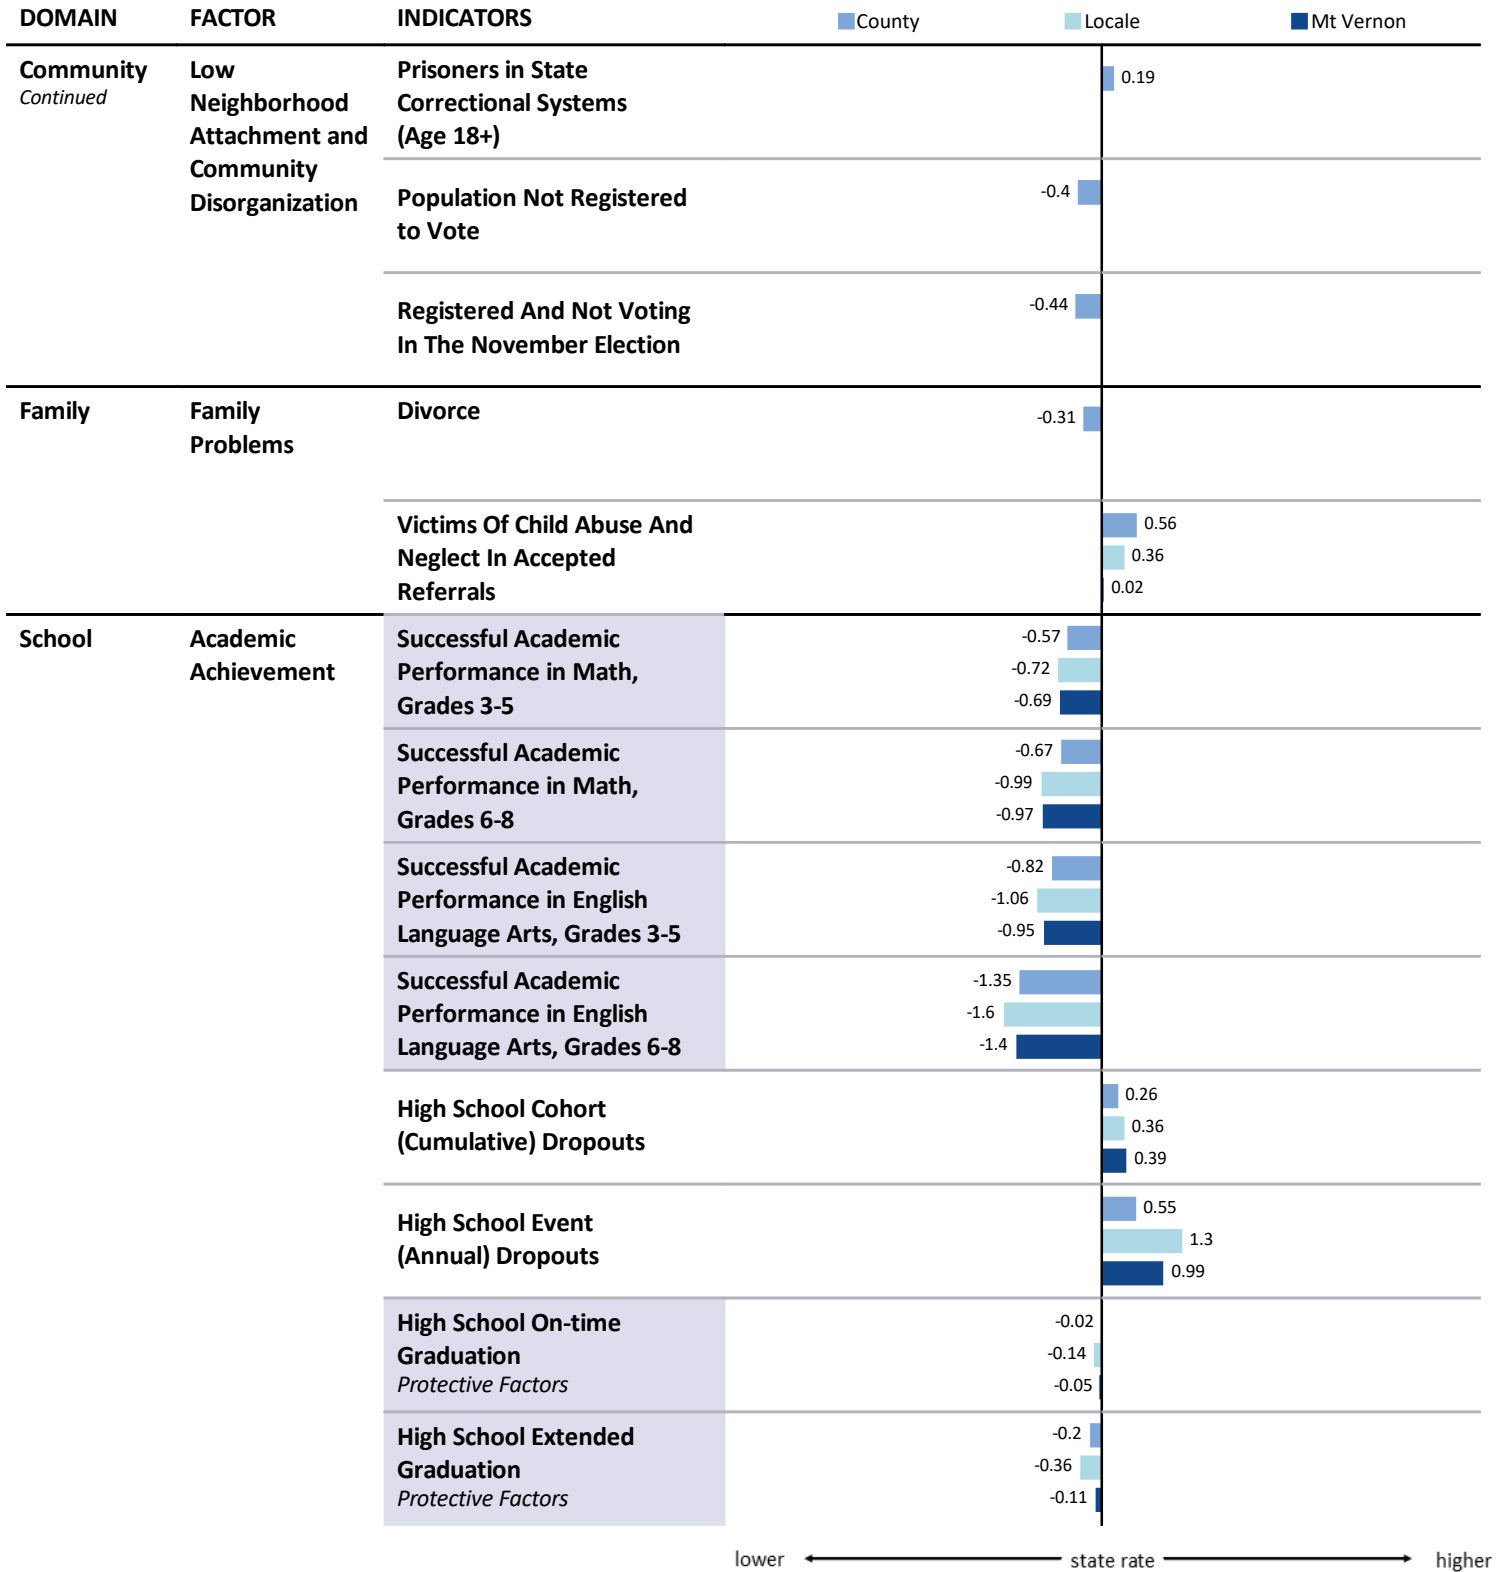 DOMAIN FACTOR INDICATORS County Locale Mt Vernon
Community
Continued
Low
Neighborhood
Attachment and
Community
Disorganization
Prisoners in State
Correctional Systems
(Age 18+)
0.19
Population Not Registered
to Vote
-0.4
Registered And Not Voting
In The November Election
-0.44
Family
Family
Problems
Divorce
-0.31
Victims Of Child Abuse And
Neglect In Accepted
Referrals
0.56
0.36
0.02
School
Academic
Achievement
Successful Academic
Performance in Math,
Grades 3-5
-0.57
-0.72
-0.69
Successful Academic
Performance in Math,
Grades 6-8
-0.67
-0.99
-0.97
Successful Academic
Performance in English
Language Arts, Grades 3-5
-0.82
-1.06
-0.95
Successful Academic
Performance in English
Language Arts, Grades 6-8
-1.35
-1.6
-1.4
High School Cohort
(Cumulative) Dropouts
0.26
0.36
0.39
High School Event
(Annual) Dropouts
0.55
1.3
0.99
High School On-time
Graduation
Protective Factors
-0.02
-0.14
-0.05
High School Extended
Graduation
Protective Factors
-0.2
-0.36
-0.11
lower state rate higher